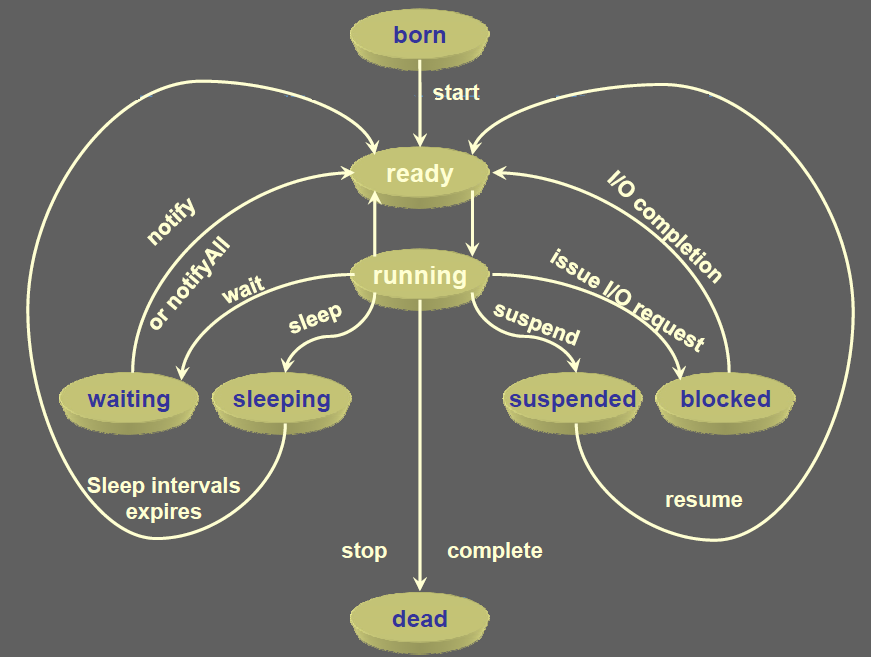 born
start
ready
notify
or notifyAll
wait
I/O completion
running
sleep
suspend
issue I/O request
waiting
sleeping
suspended
blocked
Sleep intervals
expires
resume
stop
complete
dead